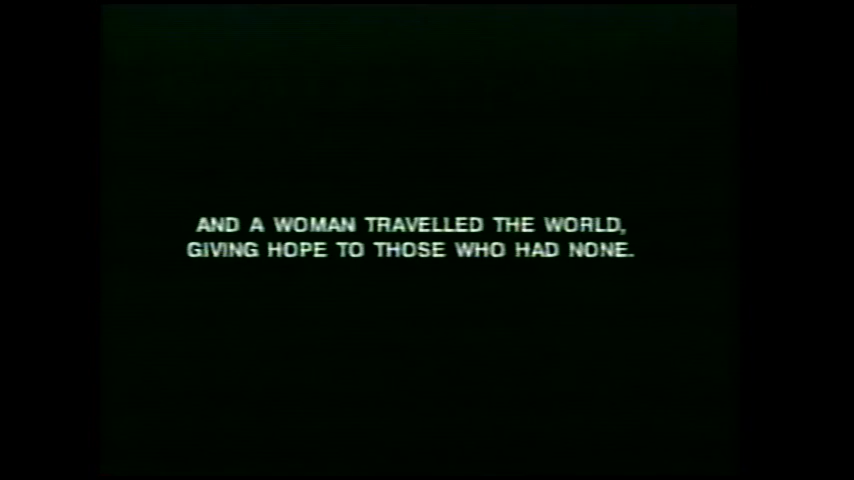 AND A WOMAN TRAVELLED THE WORLD,
GIVING HOPE TO THOSE WHO HAD NONE.